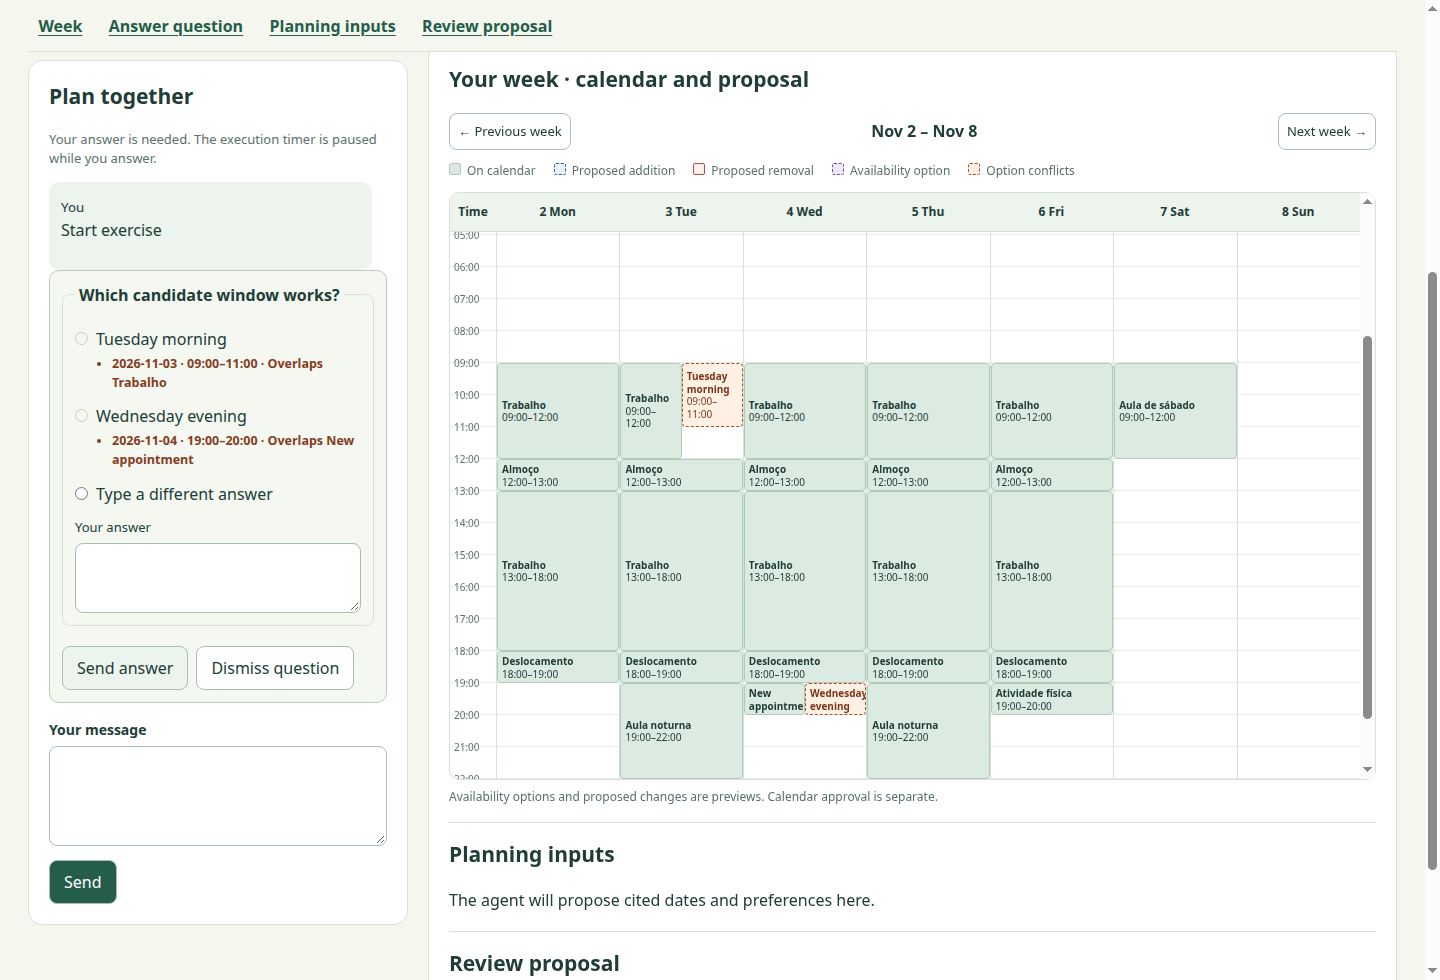 Week Answer question Planning inputs Review proposal
Plan together
Your answer is needed. The execution timer is paused
while you answer.
You
Start exercise
Which candidate window works?
Tuesday morning
• 2026-11-03 · 09:00–11:00 · Overlaps
Trabalho
Wednesday evening
• 2026-11-04 · 19:00–20:00 · Overlaps New
appointment
Type a different answer
Your answer
Send answer Dismiss question
Your message
Send
Your week · calendar and proposal
← Previous week Nov 2 – Nov 8 Next week →
On calendar Proposed addition Proposed removal Availability option Option conflicts
Time 2 Mon 3 Tue 4 Wed 5 Thu 6 Fri 7 Sat 8 Sun
05:00
06:00
07:00
08:00
09:00
10:00
11:00
12:00
13:00
14:00
15:00
16:00
17:00
18:00
19:00
20:00
21:00
22:00
Trabalho
09:00–12:00
Almoço
12:00–13:00
Trabalho
13:00–18:00
Deslocamento
18:00–19:00
Trabalho
09:00–
12:00
Tuesday
morning
09:00–
11:00
Almoço
12:00–13:00
Trabalho
13:00–18:00
Deslocamento
18:00–19:00
Aula noturna
19:00–22:00
Trabalho
09:00–12:00
Almoço
12:00–13:00
Trabalho
13:00–18:00
Deslocamento
18:00–19:00
New
appointme
Wednesday
evening
Trabalho
09:00–12:00
Almoço
12:00–13:00
Trabalho
13:00–18:00
Deslocamento
18:00–19:00
Aula noturna
19:00–22:00
Trabalho
09:00–12:00
Almoço
12:00–13:00
Trabalho
13:00–18:00
Deslocamento
18:00–19:00
Atividade física
19:00–20:00
Aula de sábado
09:00–12:00
Availability options and proposed changes are previews. Calendar approval is separate.
Planning inputs
The agent will propose cited dates and preferences here.
Review proposal